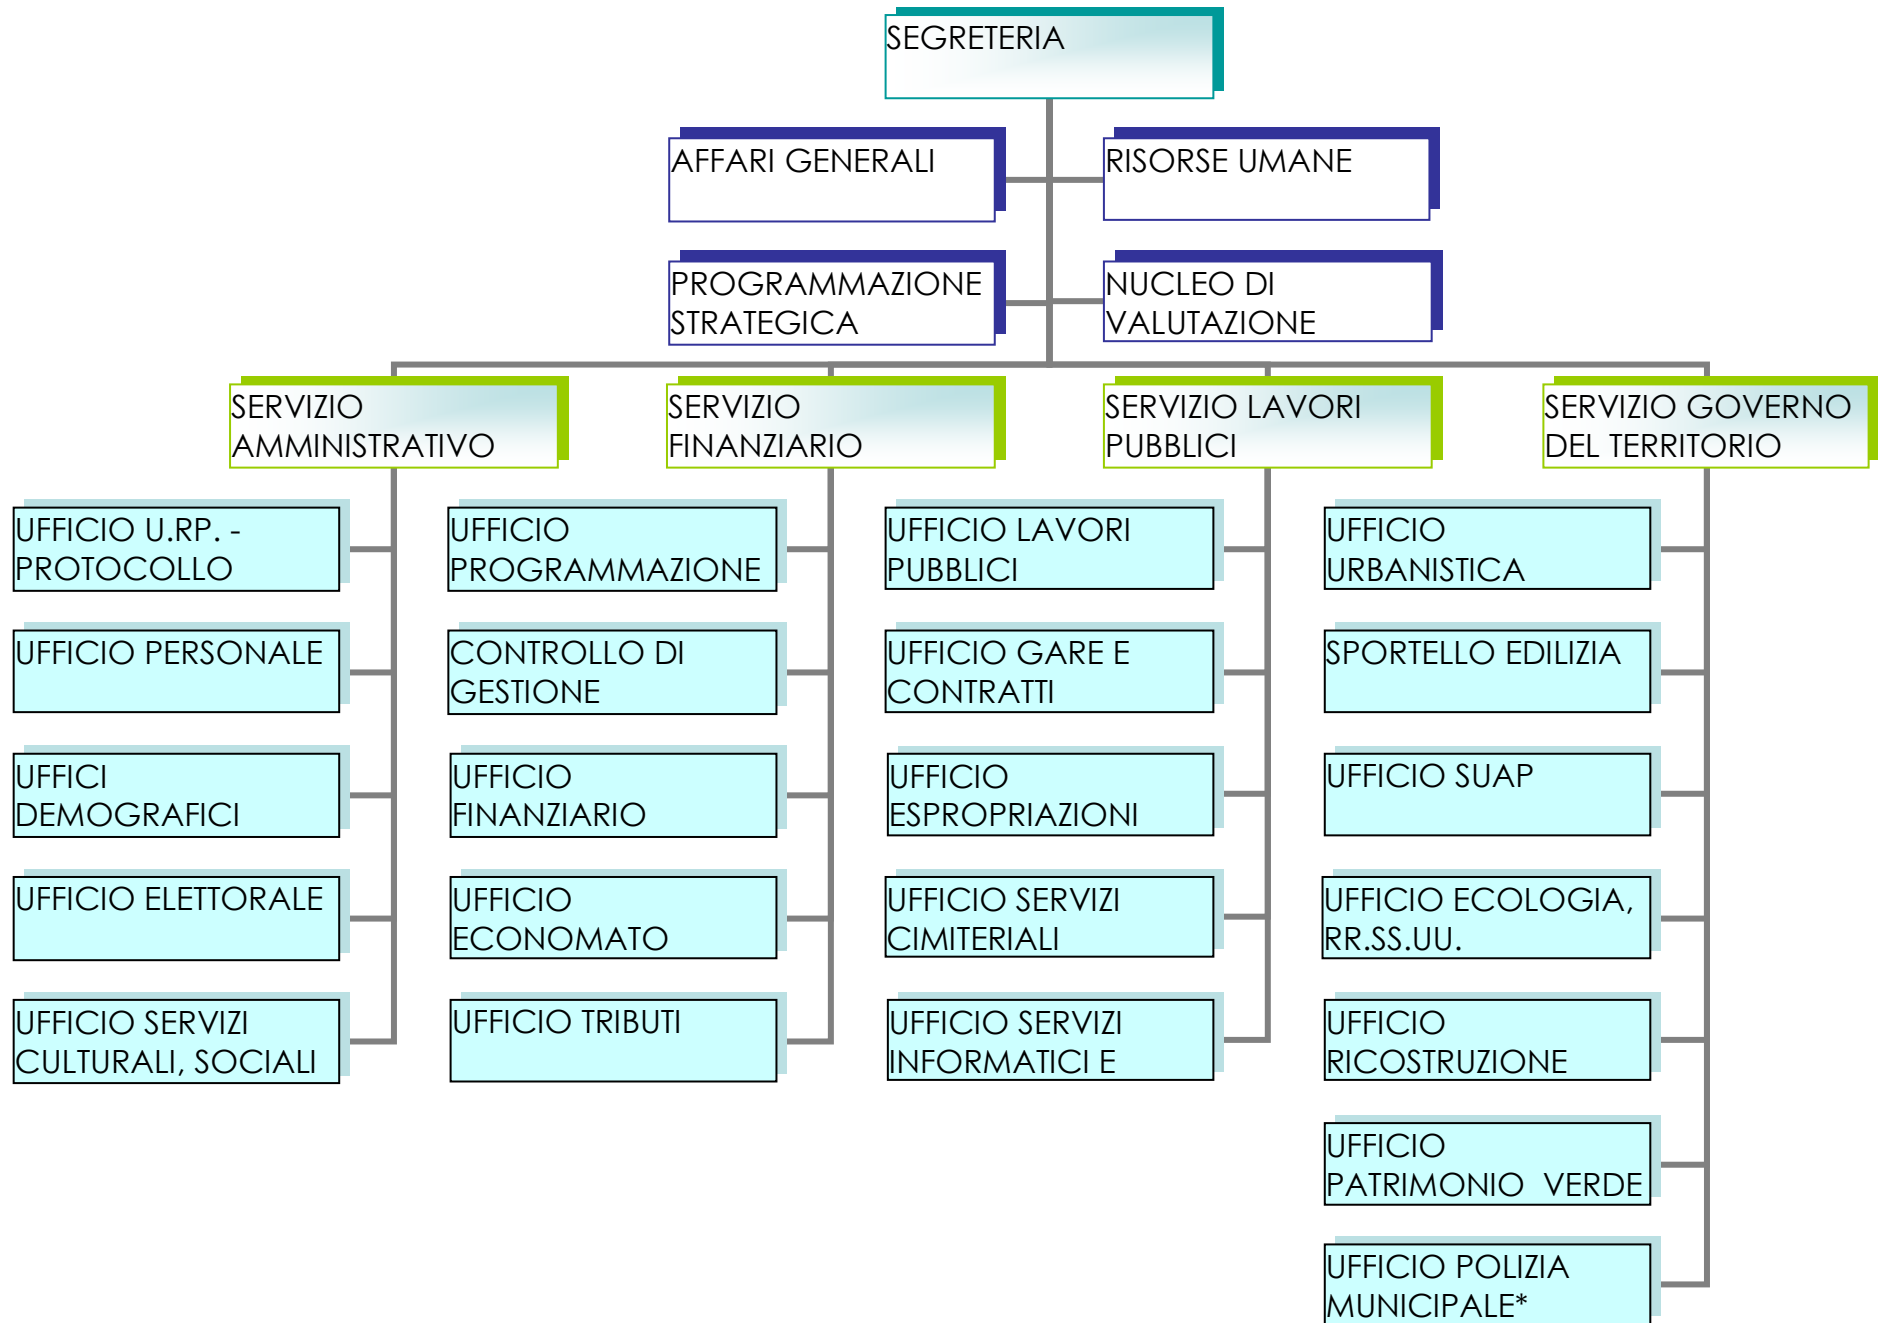 SEGRETERIA
AFFARI GENERALI
RISORSE UMANE
PROGRAMMAZIONE
STRATEGICA
NUCLEO DI
VALUTAZIONE
SERVIZIO
AMMINISTRATIVO
SERVIZIO
FINANZIARIO
SERVIZIO LAVORI
PUBBLICI
SERVIZIO GOVERNO
DEL TERRITORIO
UFFICIO U.RP. -
PROTOCOLLO
UFFICIO PERSONALE
UFFICI
DEMOGRAFICI
UFFICIO ELETTORALE
UFFICIO SERVIZI
CULTURALI, SOCIALI
UFFICIO
PROGRAMMAZIONE
CONTROLLO DI
GESTIONE
UFFICIO
FINANZIARIO
UFFICIO
ECONOMATO
UFFICIO TRIBUTI
UFFICIO LAVORI
PUBBLICI
UFFICIO GARE E
CONTRATTI
UFFICIO
ESPROPRIAZIONI
UFFICIO SERVIZI
CIMITERIALI
UFFICIO SERVIZI
INFORMATICI E
UFFICIO
URBANISTICA
SPORTELLO EDILIZIA
UFFICIO SUAP
UFFICIO ECOLOGIA,
RR.SS.UU.
UFFICIO
RICOSTRUZIONE
UFFICIO
PATRIMONIO  VERDE
UFFICIO POLIZIA
MUNICIPALE*